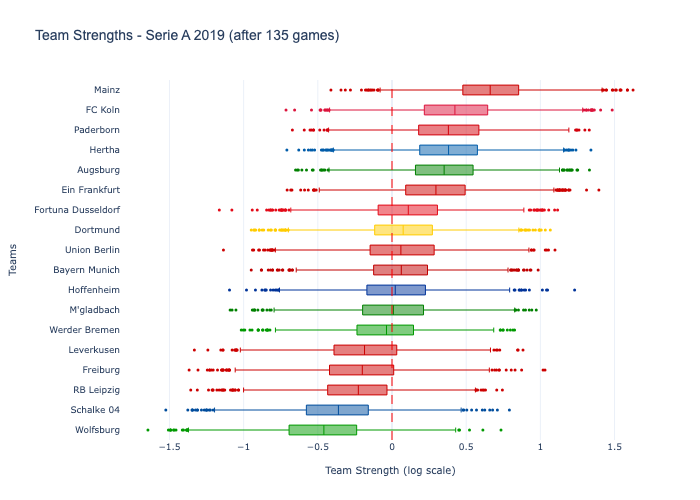 Team Strengths - Serie A 2019 (after 135 games)
Mainz
FC Koln
Paderborn
Hertha
Augsburg
Ein Frankfurt
Fortuna Dusseldorf
Dortmund
Union Berlin
Bayern Munich
Hoffenheim
M'gladbach
Werder Bremen
Leverkusen
Freiburg
RB Leipzig
Schalke 04
Wolfsburg
Teams
−1.5 −1 −0.5 0 0.5 1 1.5
Team Strength (log scale)